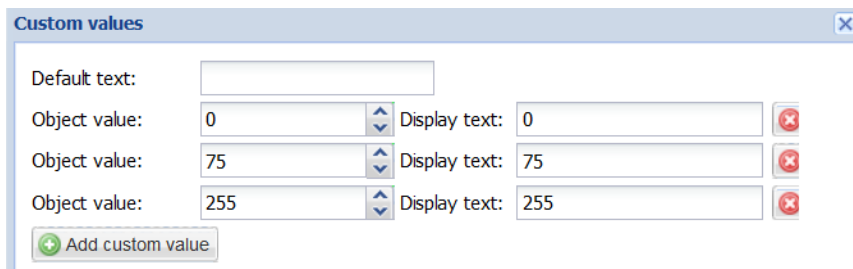 Custom values
Default text:
Object value: 0 Display text: 0
Object value: 75 Display text: 75
Object value: 255 Display text: 255
Add custom value